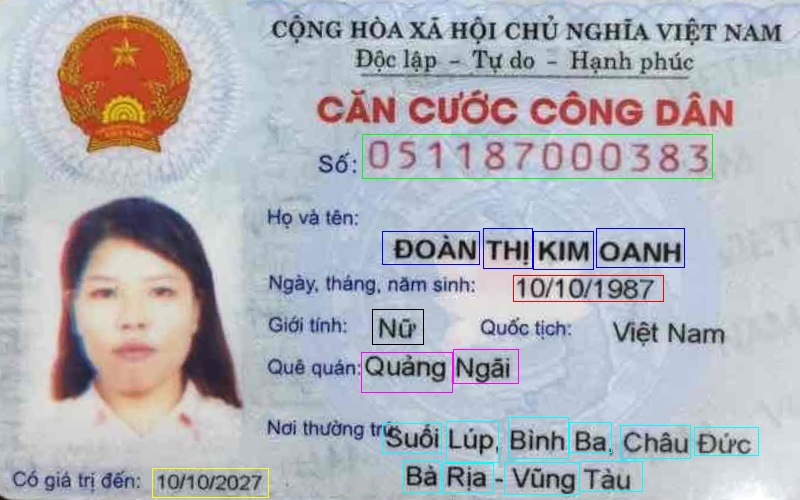 CỘNG HÒA XÃ HỘI CHỦ NGHĨA VIỆT NAM
Độc lập - Tự do - Hạnh phúc
CĂN CƯỚC CÔNG DÂN
Số: 051187000383
Họ và tên:
ĐOÀN THỊ KIM OANH
Ngày, tháng, năm sinh: 10/10/1987
Giới tính: Nữ Quốc tịch: Việt Nam
Quê quán: Quảng Ngãi
Nơi thường trú: Suối Lúp, Bình Ba, Châu Đức
Bà Rịa - Vũng Tàu
Có giá trị đến: 10/10/2027